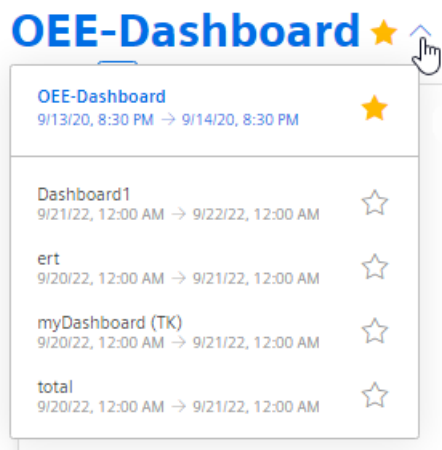 OEE-Dashboard
OEE-Dashboard
9/13/20, 8:30 PM → 9/14/20, 8:30 PM
Dashboard1
9/21/22, 12:00 AM → 9/22/22, 12:00 AM
ert
9/20/22, 12:00 AM → 9/21/22, 12:00 AM
myDashboard (TK)
9/20/22, 12:00 AM → 9/21/22, 12:00 AM
total
9/20/22, 12:00 AM → 9/21/22, 12:00 AM